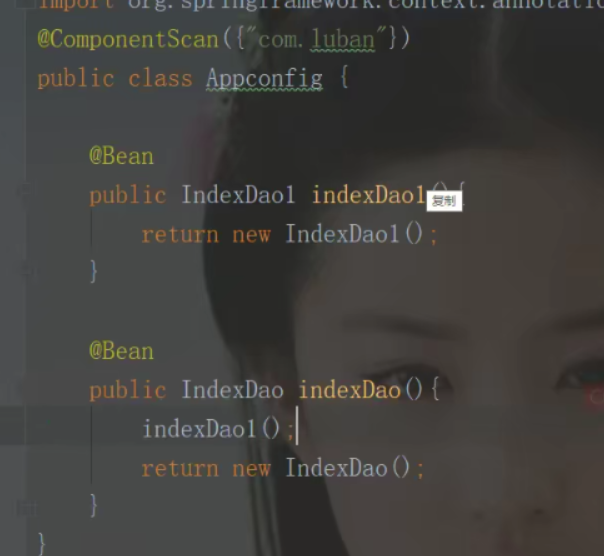 import org.springframework.context.annotatio
@ComponentScan({"com.luban"})
public class Appconfig {
@Bean
public IndexDao1 indexDao1(){
复制
return new IndexDao1();
}
@Bean
public IndexDao indexDao(){
indexDao1();
return new IndexDao();
}
}